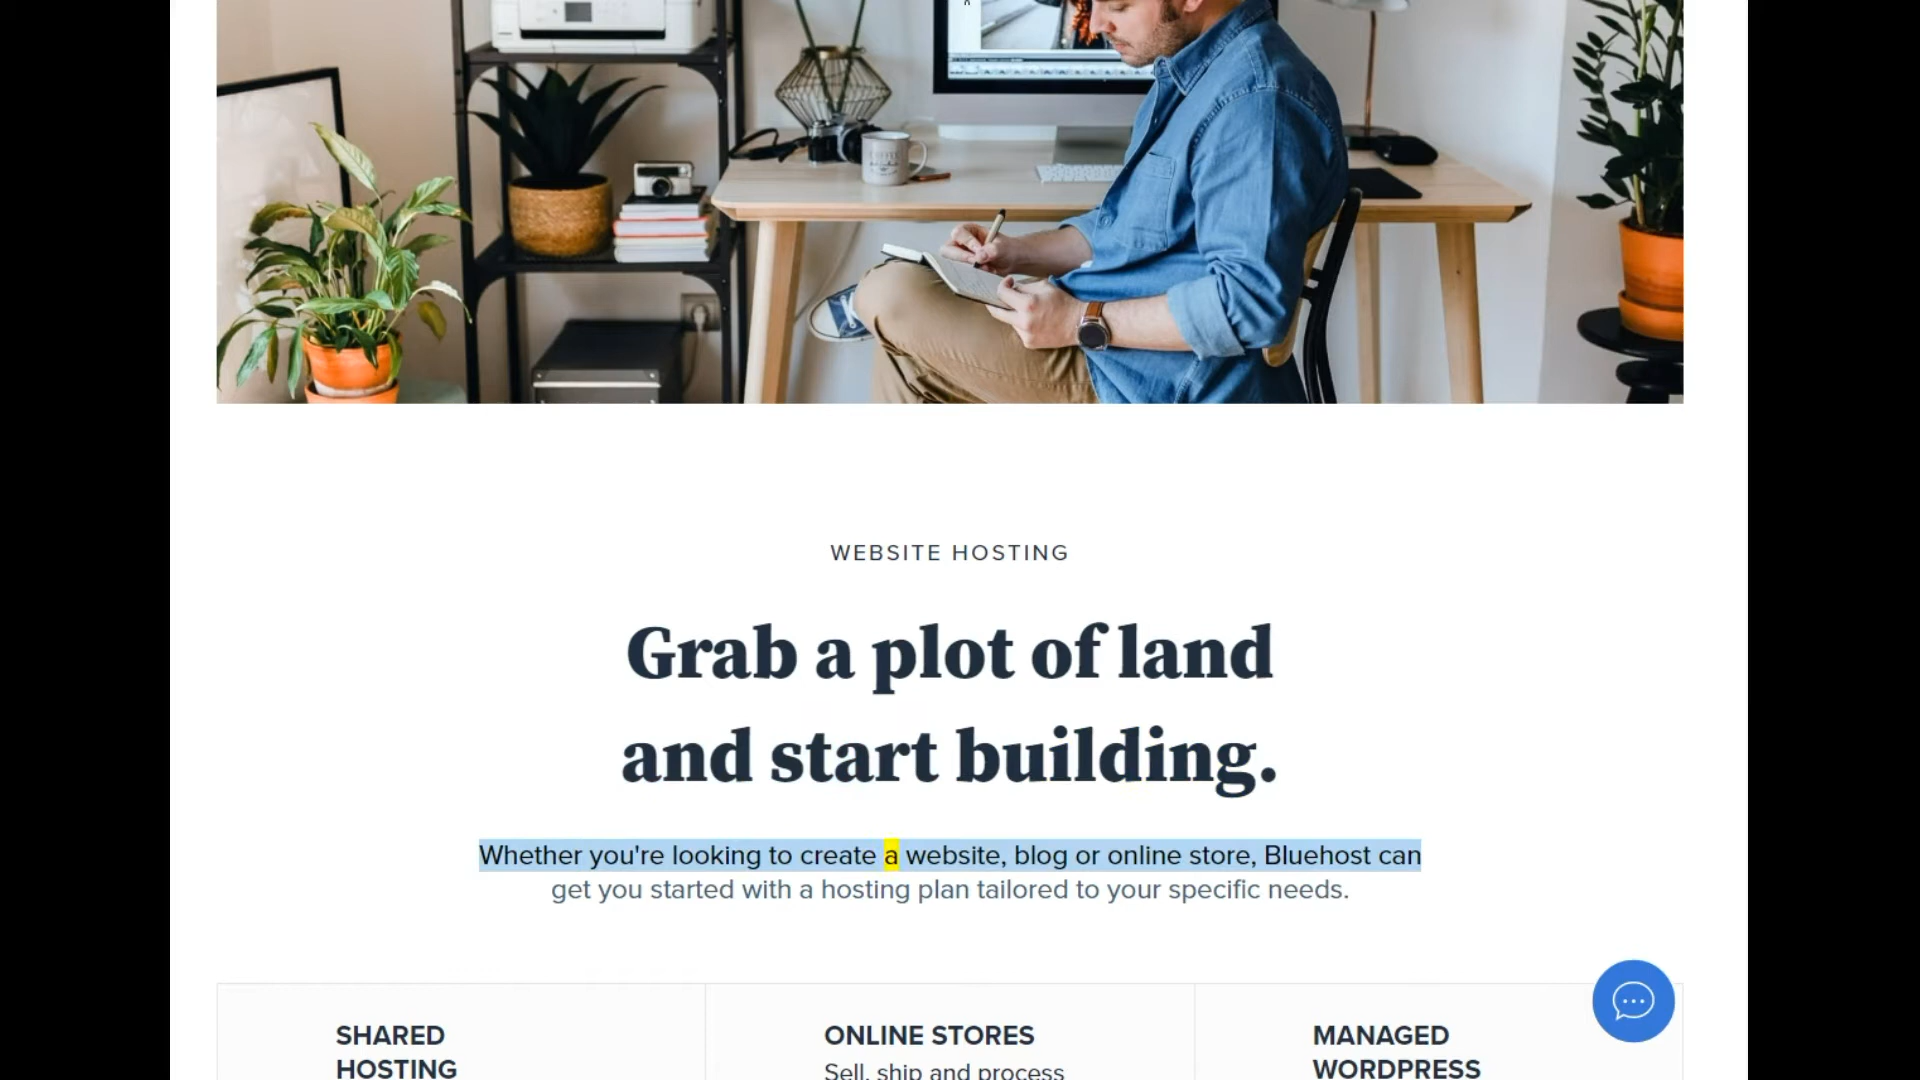 WEBSITE HOSTING
Grab a plot of land
and start building.
Whether you're looking to create a website, blog or online store, Bluehost can
get you started with a hosting plan tailored to your specific needs.
SHARED
HOSTING
ONLINE STORES
Sell, ship and process
MANAGED
WORDPRESS